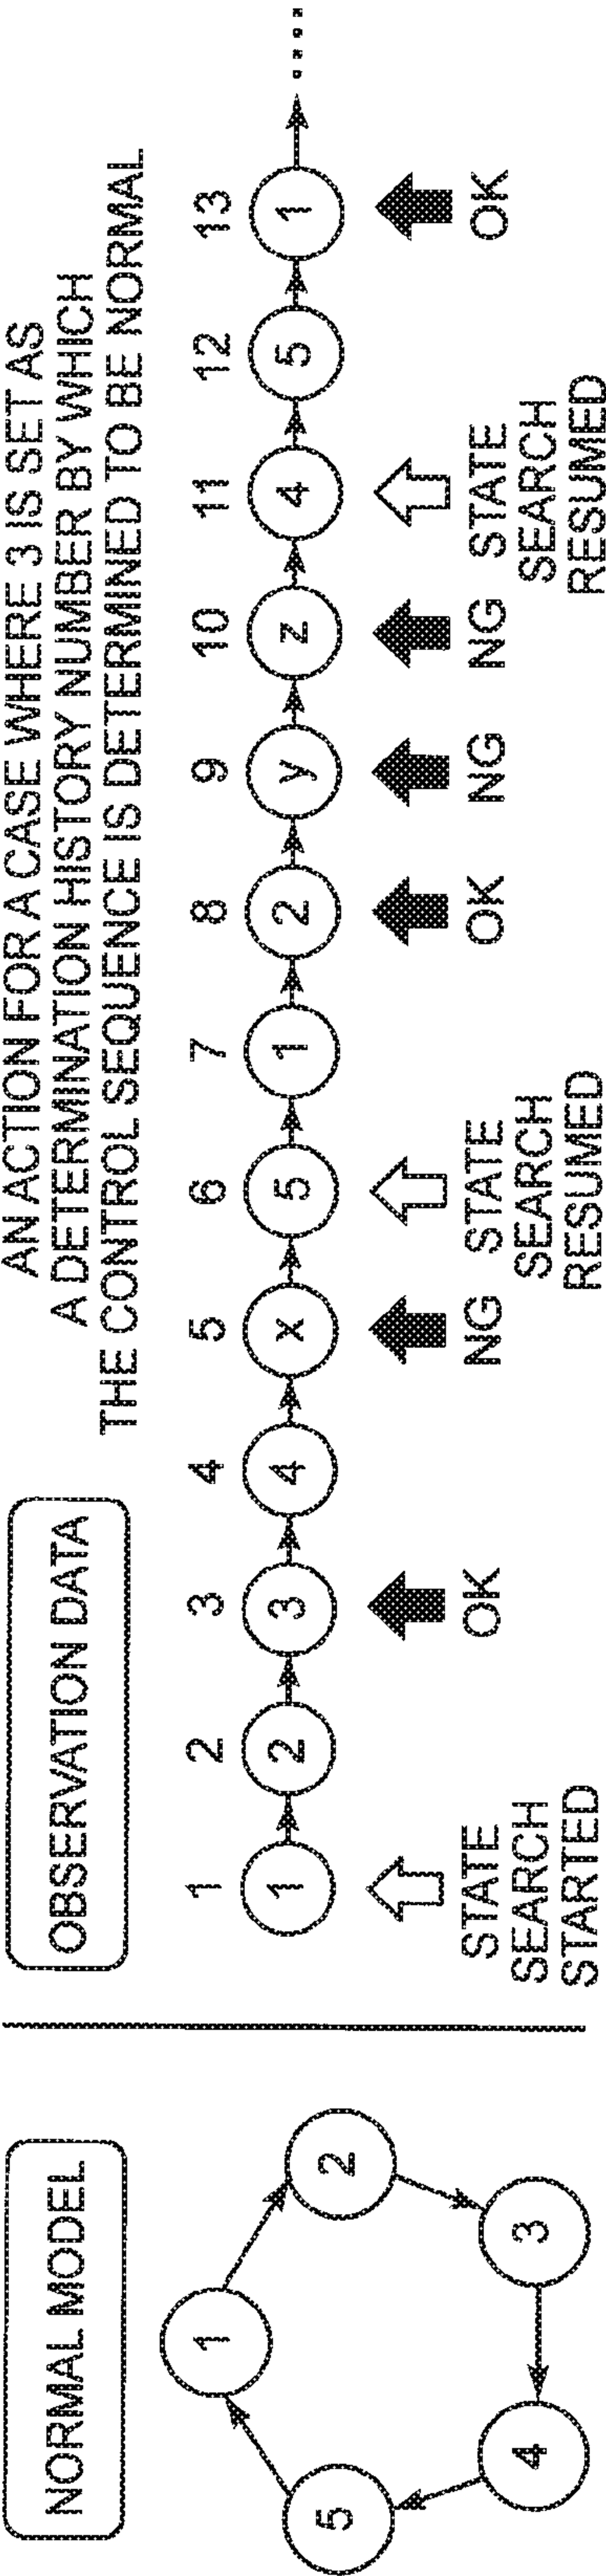 NORMAL MODEL
1
2
3
4
5
OBSERVATION DATA
AN ACTION FOR A CASE WHERE 3 IS SET AS
A DETERMINATION HISTORY NUMBER BY WHICH
THE CONTROL SEQUENCE IS DETERMINED TO BE NORMAL
1 2 3 4 5 6 7 8 9 10 11 12 13
1 2 3 4 x 5 1 2 y z 4 5 1
STATE
SEARCH
STARTED
OK
NG
STATE
SEARCH
RESUMED
OK
NG
NG
STATE
SEARCH
RESUMED
OK